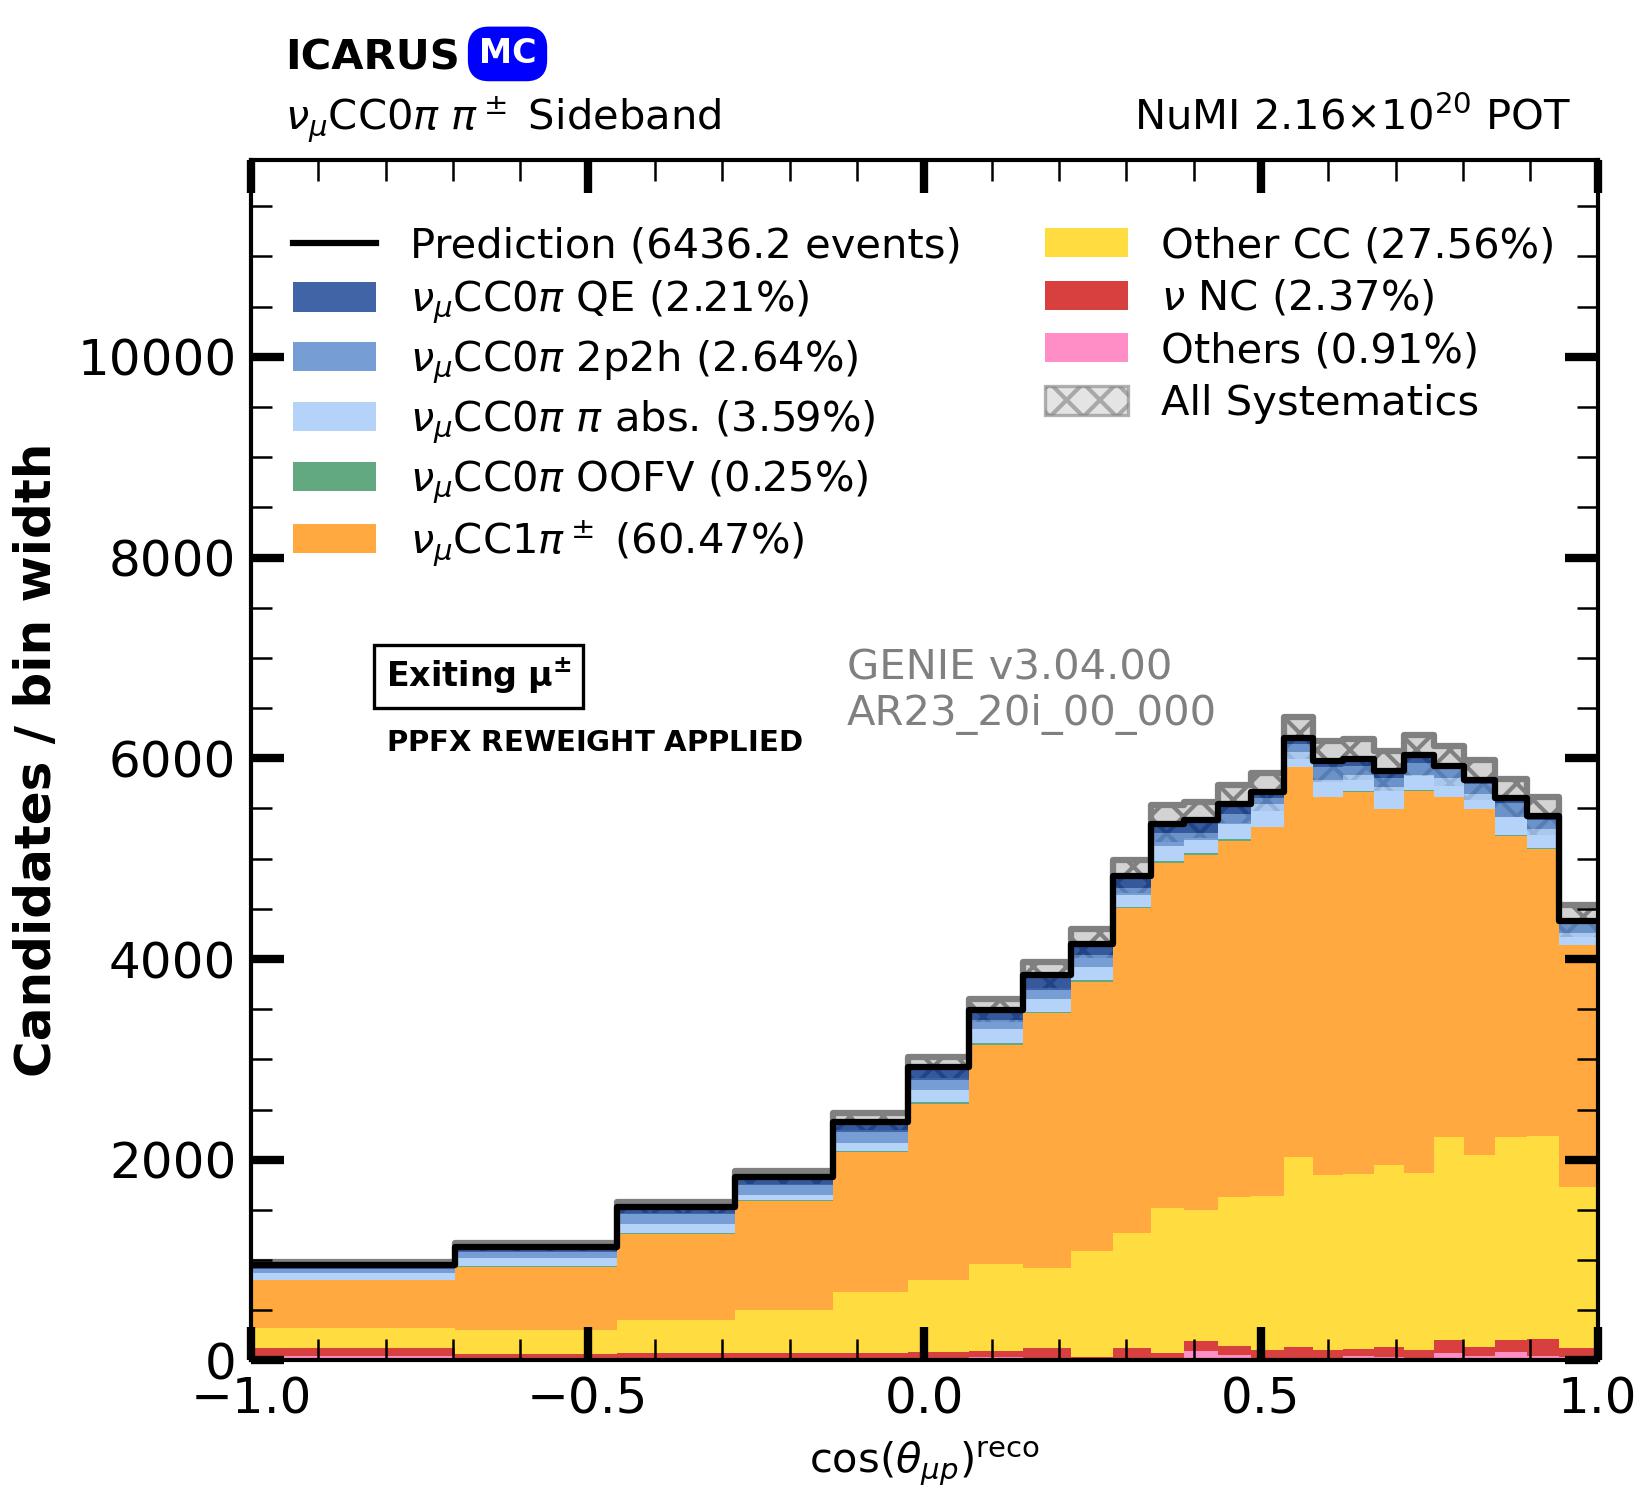 ICARUS MC
νμCC0π π± Sideband
NuMI 2.16×10²⁰ POT
Prediction (6436.2 events)
νμCC0π QE (2.21%)
νμCC0π 2p2h (2.64%)
νμCC0π π abs. (3.59%)
νμCC0π OOFV (0.25%)
νμCC1π± (60.47%)
Other CC (27.56%)
ν NC (2.37%)
Others (0.91%)
All Systematics
Exiting μ±
PPFX REWEIGHT APPLIED
GENIE v3.04.00
AR23_20i_00_000
Candidates / bin width
10000
8000
6000
4000
2000
0
−1.0 −0.5 0.0 0.5 1.0
cos(θμp)reco